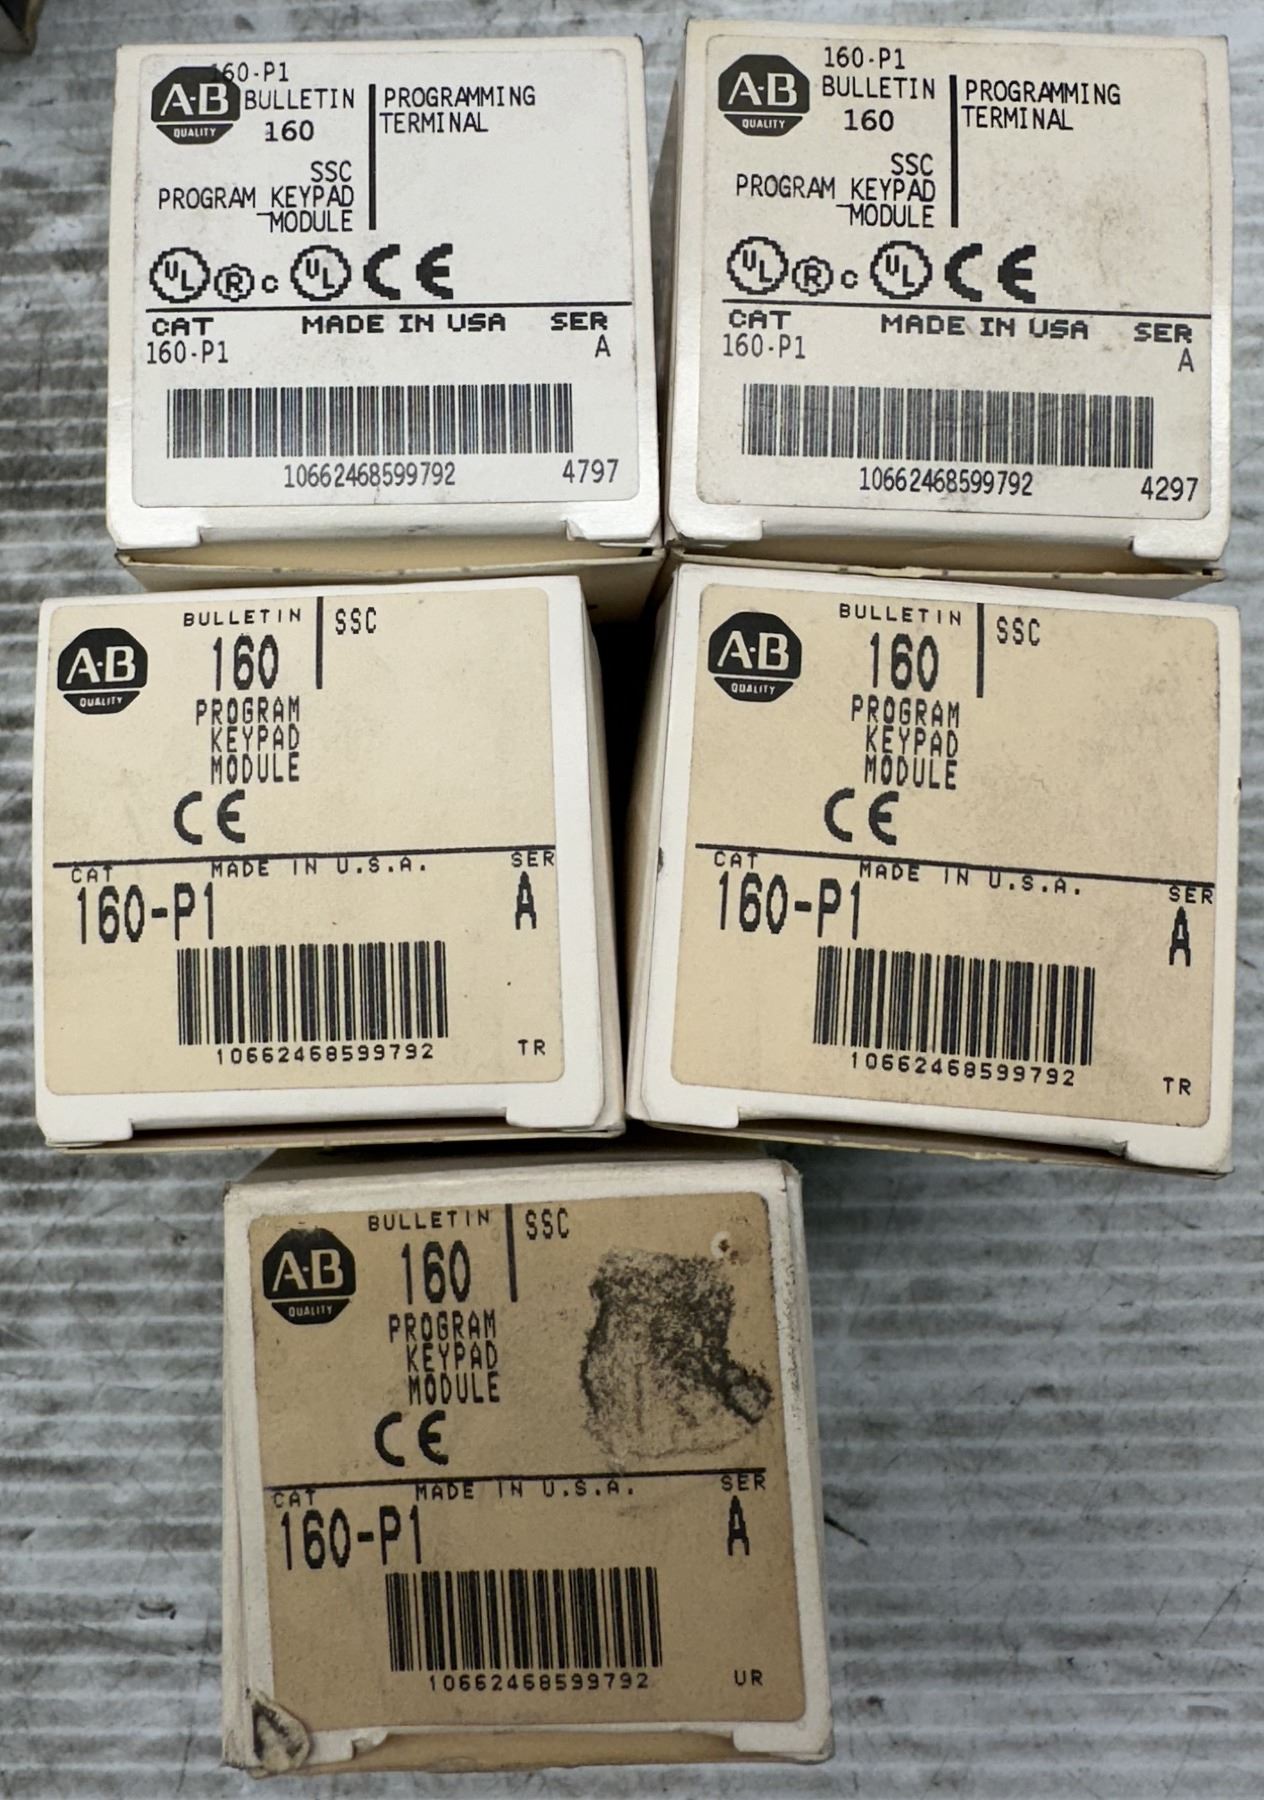 160-P1
A-B
QUALITY
BULLETIN
160
PROGRAMMING
TERMINAL
SSC
PROGRAM KEYPAD
MODULE
UL R c UL CE
CAT MADE IN USA SER
160-P1 A
10662468599792 4797
160-P1
A-B
QUALITY
BULLETIN
160
PROGRAMMING
TERMINAL
SSC
PROGRAM KEYPAD
MODULE
UL R c UL CE
CAT MADE IN USA SER
160-P1 A
10662468599792 4297
A-B
QUALITY
BULLETIN SSC
160
PROGRAM
KEYPAD
MODULE
CE
CAT MADE IN U.S.A. SER
160-P1 A
10662468599792 TR
A-B
QUALITY
BULLETIN SSC
160
PROGRAM
KEYPAD
MODULE
CE
CAT MADE IN U.S.A. SER
160-P1 A
10662468599792 TR
A-B
QUALITY
BULLETIN SSC
160
PROGRAM
KEYPAD
MODULE
CE
CAT MADE IN U.S.A. SER
160-P1 A
10662468599792 UR